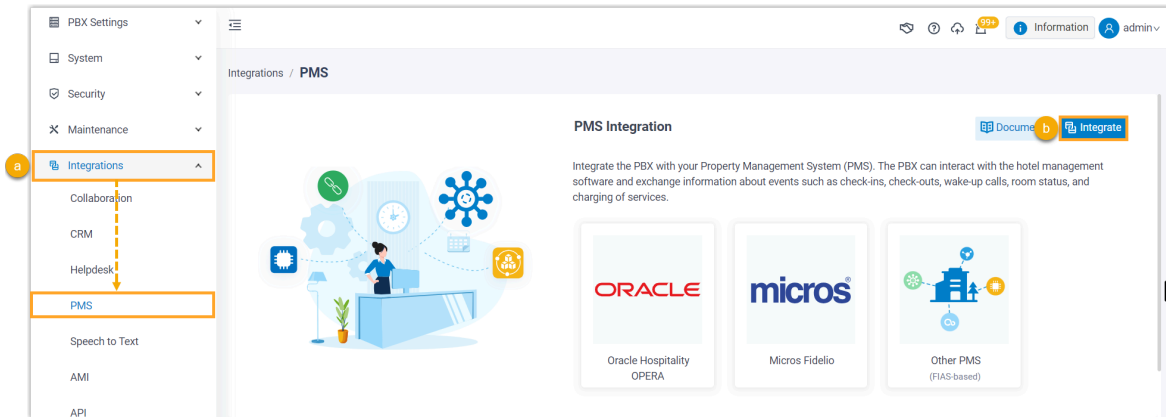 PBX Settings
System
Security
Maintenance
a
Integrations
Collaboration
CRM
Helpdesk
PMS
Speech to Text
AMI
API
99+
Information
admin
Integrations / PMS
PMS Integration
b
Integrate
Integrate the PBX with your Property Management System (PMS). The PBX can interact with the hotel management
software and exchange information about events such as check-ins, check-outs, wake-up calls, room status, and
charging of services.
ORACLE
Oracle Hospitality
OPERA
micros
Micros Fidelio
Co
Other PMS
(FIAS-based)